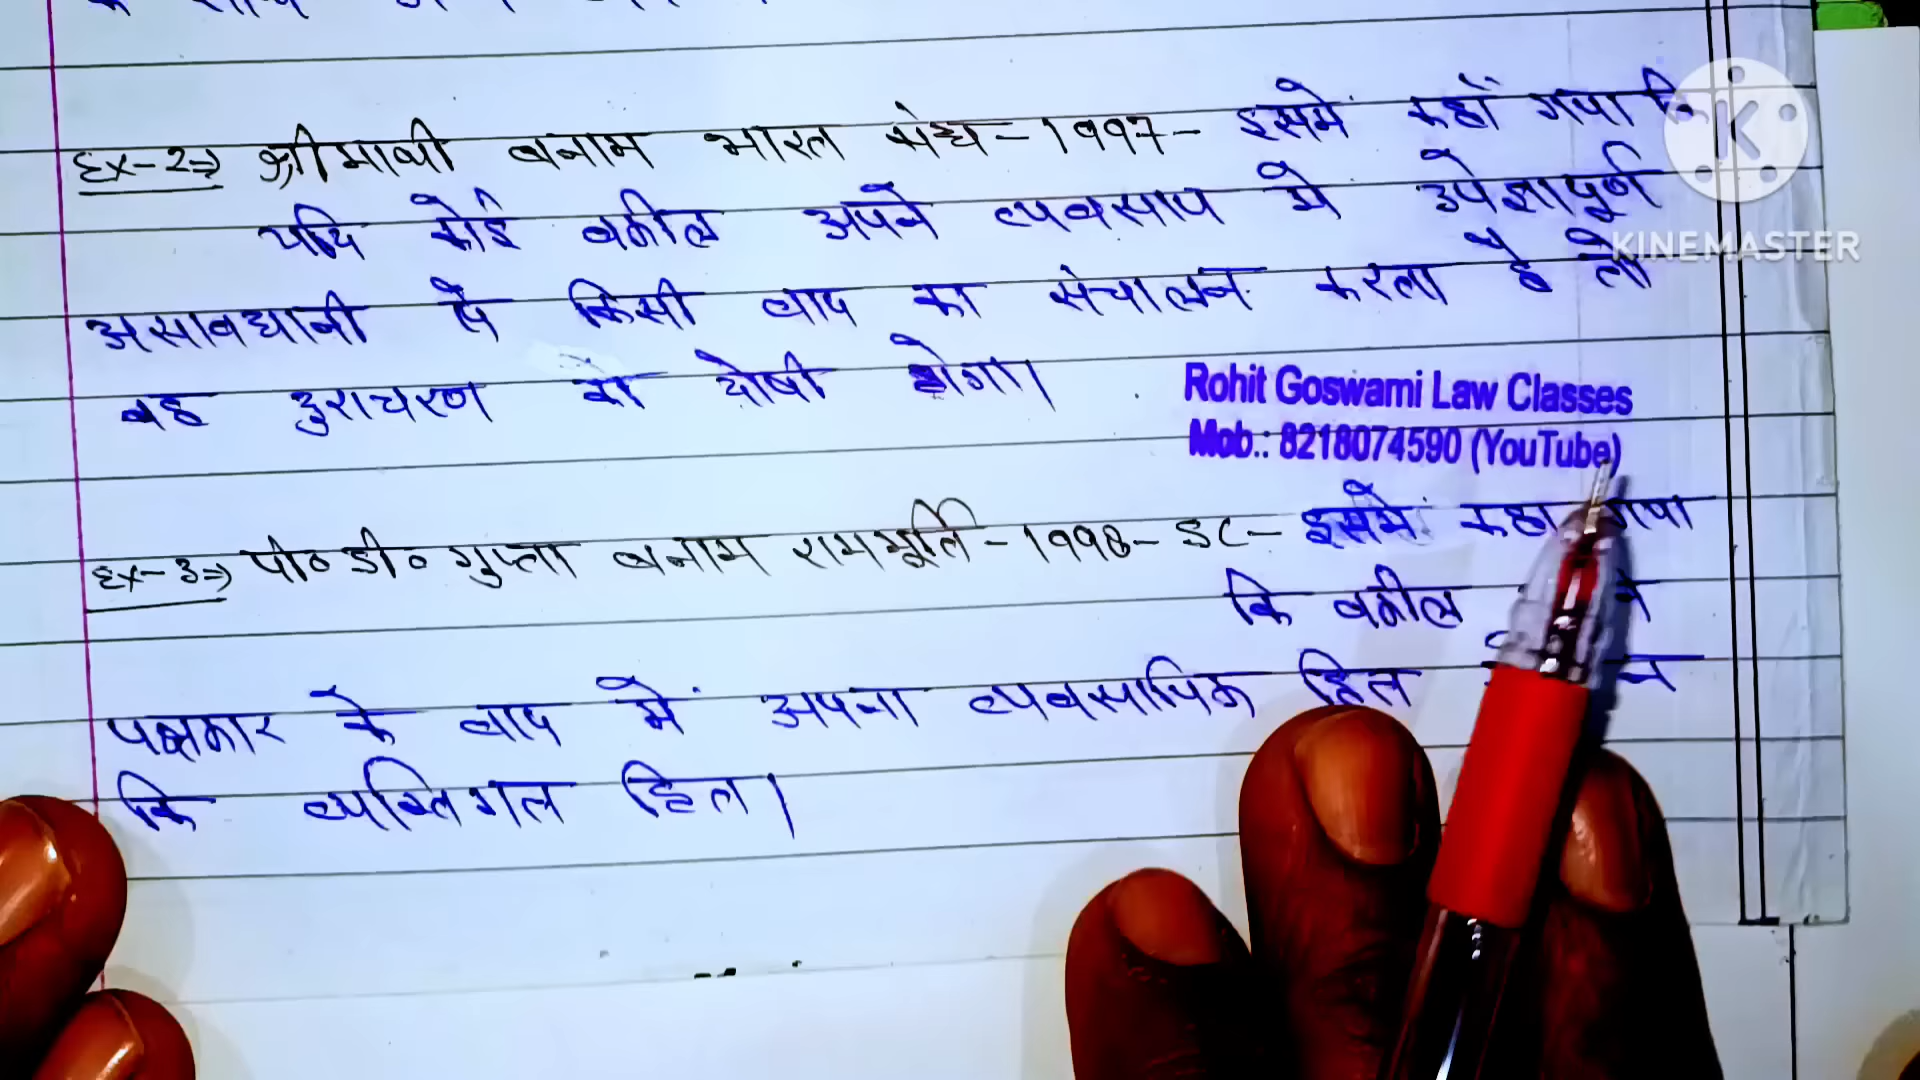 Ex-2⇒ श्रीमाली बनाम भारत संघ-1997- इसमें कहाँ गया कि
यदि कोई वकील अपने व्यवसाय मे उपेक्षापूर्ण
असावधानी से किसी वाद का संचालन करता है तो
वह दुराचरण का दोषी होगा।
Rohit Goswami Law Classes
Mob.: 8218074590 (YouTube)
Ex-3⇒ पी० डी० गुप्ता बनाम राममूर्ति-1998- SC- इसमें कहा गया
कि वकील
पक्षकार के वाद में अपना व्यवसायिक हित
कि व्यक्तिगत हित।
KINEMASTER